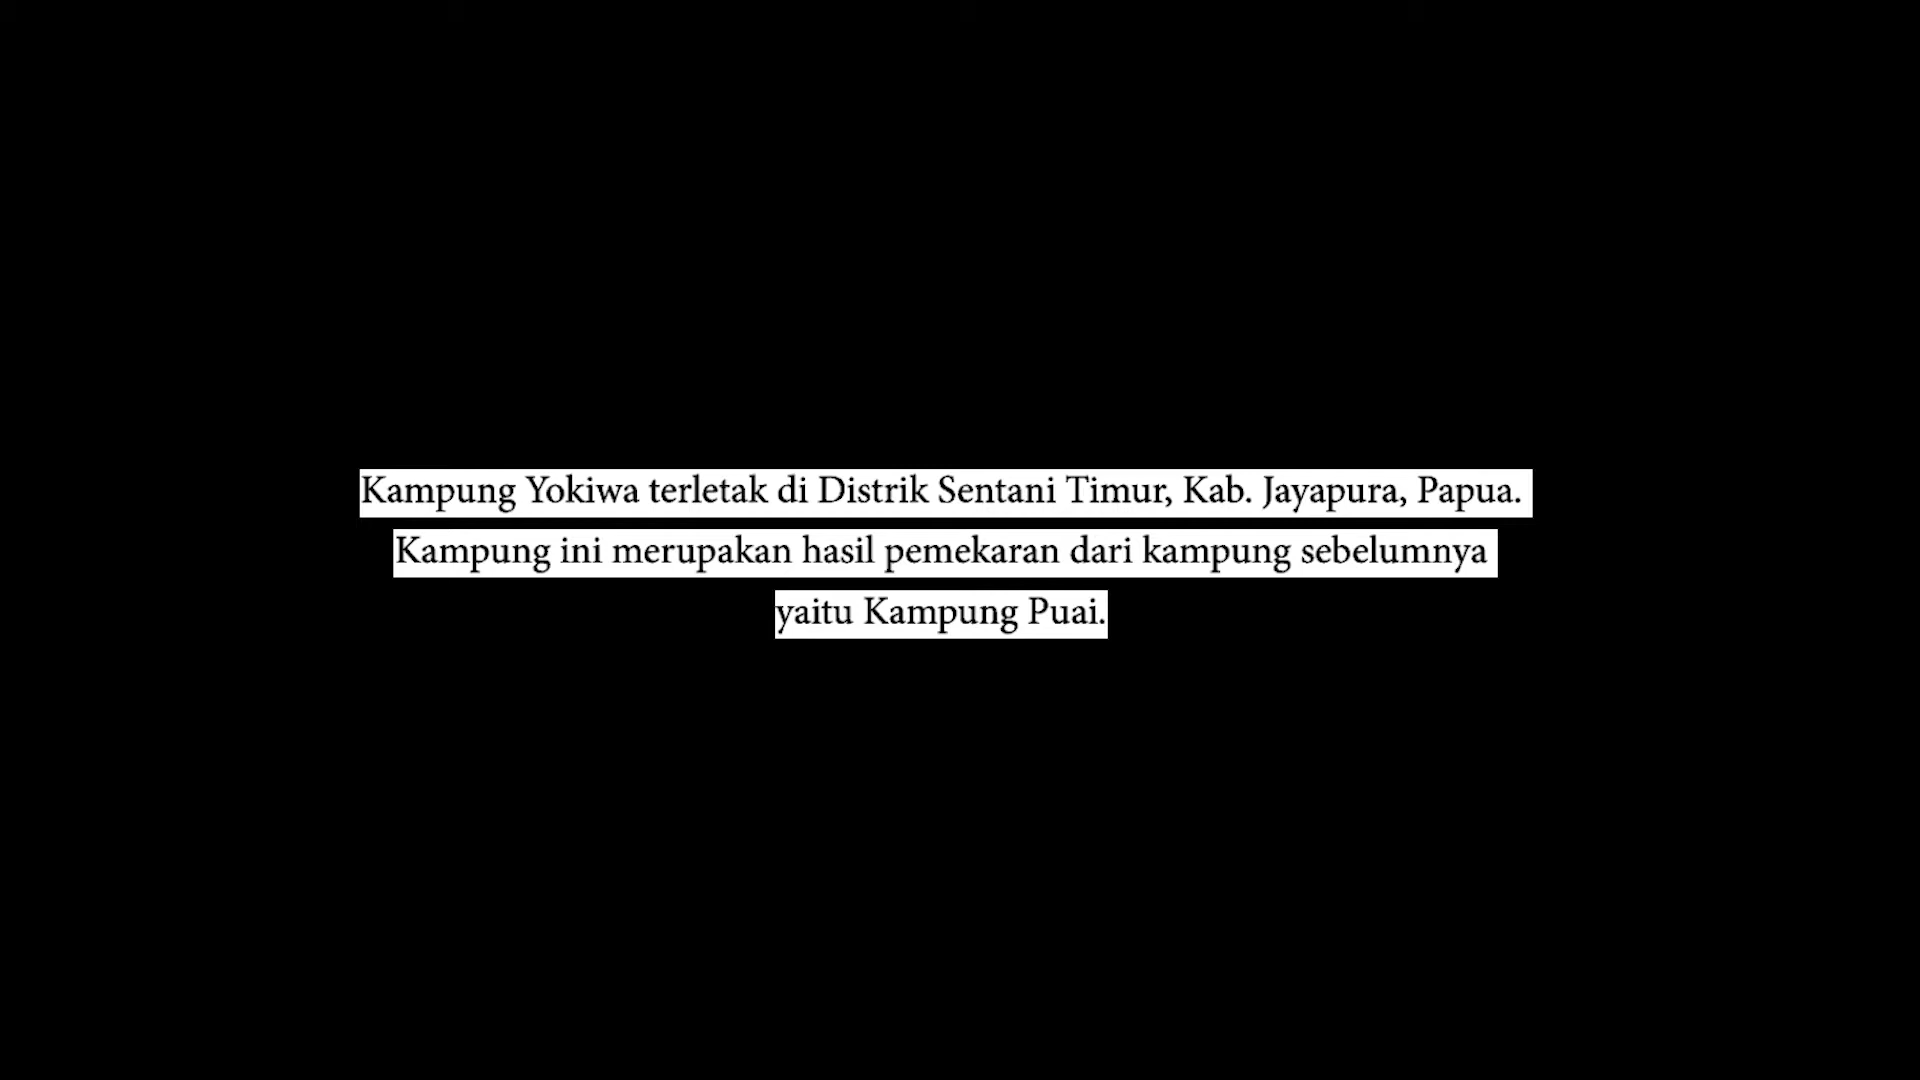 Kampung Yokiwa terletak di Distrik Sentani Timur, Kab. Jayapura, Papua.
Kampung ini merupakan hasil pemekaran dari kampung sebelumnya
yaitu Kampung Puai.